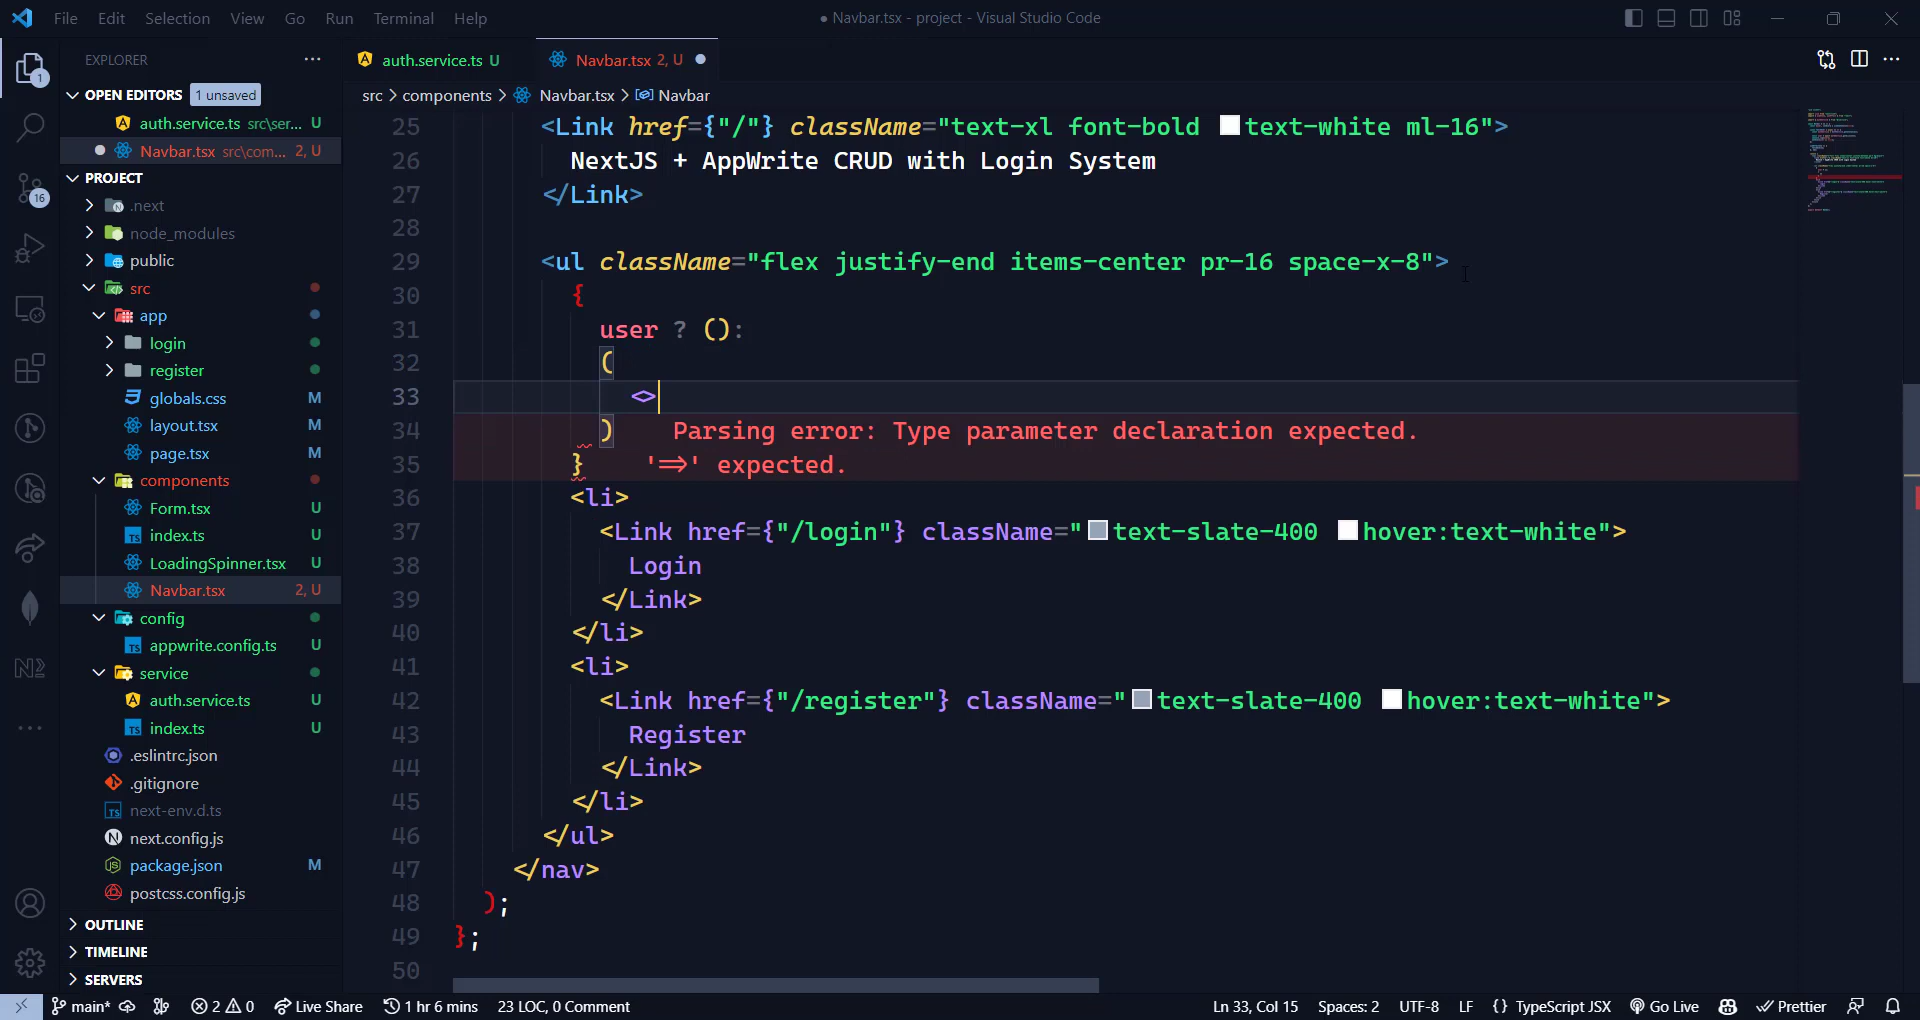 File Edit Selection View Go Run Terminal Help
● Navbar.tsx - project - Visual Studio Code
EXPLORER ...
OPEN EDITORS 1 unsaved
auth.service.ts src\ser... U
● Navbar.tsx src\com... 2, U
PROJECT
.next
node_modules
public
src
app
login
register
globals.css M
layout.tsx M
page.tsx M
components
Form.tsx U
index.ts U
LoadingSpinner.tsx U
Navbar.tsx 2, U
config
appwrite.config.ts U
service
auth.service.ts U
index.ts U
.eslintrc.json
.gitignore
next-env.d.ts
next.config.js
package.json M
postcss.config.js
OUTLINE
TIMELINE
SERVERS
1
16
auth.service.ts U
Navbar.tsx 2, U ●
src > components > Navbar.tsx > Navbar
25 <Link href={"/"} className="text-xl font-bold text-white ml-16">
26 NextJS + AppWrite CRUD with Login System
27 </Link>
28
29 <ul className="flex justify-end items-center pr-16 space-x-8">
30 {
31 user ? ():
32 (
33 <>
34 ) Parsing error: Type parameter declaration expected.
35 } '=>' expected.
36 <li>
37 <Link href={"/login"} className="text-slate-400 hover:text-white">
38 Login
39 </Link>
40 </li>
41 <li>
42 <Link href={"/register"} className="text-slate-400 hover:text-white">
43 Register
44 </Link>
45 </li>
46 </ul>
47 </nav>
48 );
49 };
50
main* 2 0 Live Share 1 hr 6 mins 23 LOC, 0 Comment Ln 33, Col 15 Spaces: 2 UTF-8 LF {} TypeScript JSX Go Live Prettier